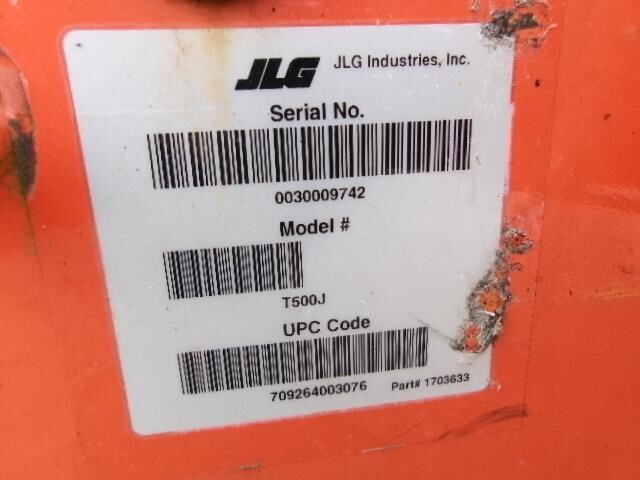 JLG JLG Industries, Inc.
Serial No.
0030009742
Model #
T500J
UPC Code
709264003076 Part# 1703633